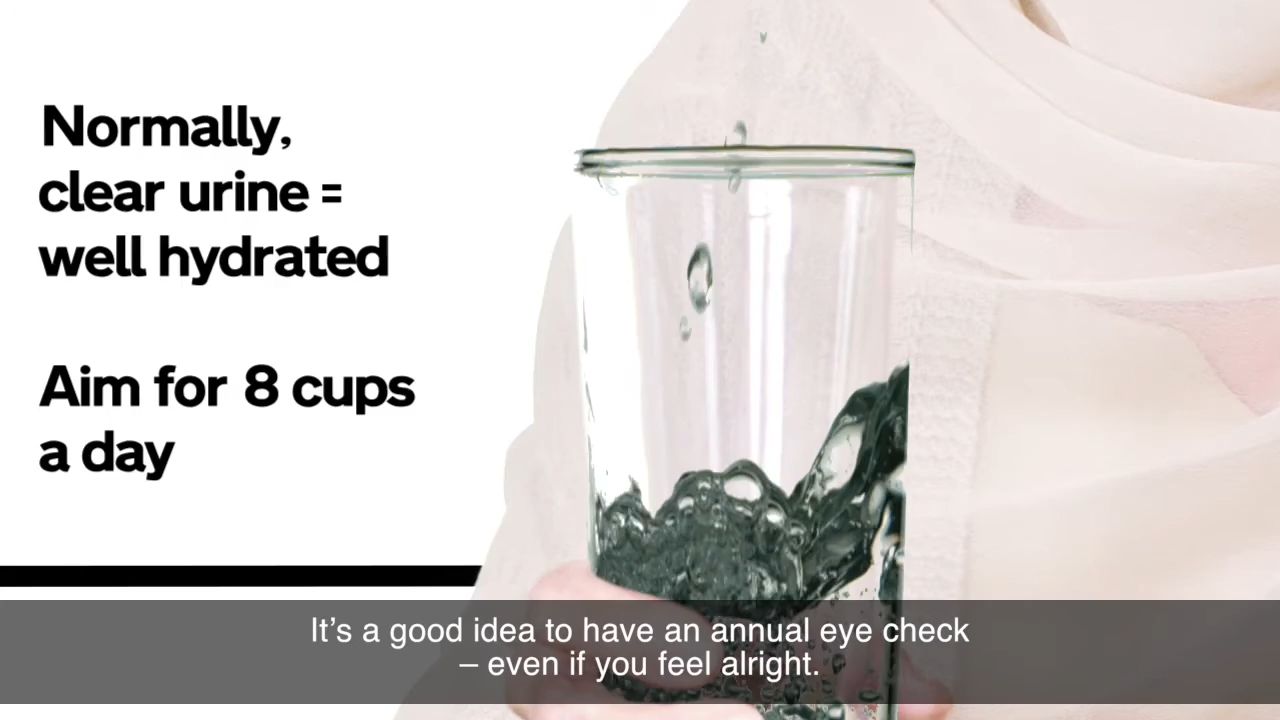 Normally,
clear urine =
well hydrated
Aim for 8 cups
a day
It’s a good idea to have an annual eye check
– even if you feel alright.